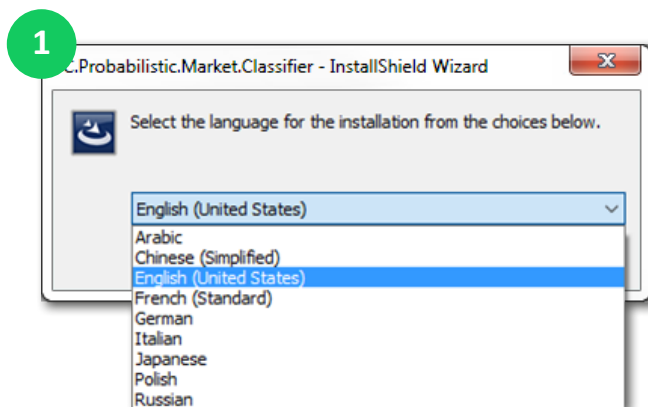 1
C.Probabilistic.Market.Classifier - InstallShield Wizard
Select the language for the installation from the choices below.
English (United States)
Arabic
Chinese (Simplified)
English (United States)
French (Standard)
German
Italian
Japanese
Polish
Russian